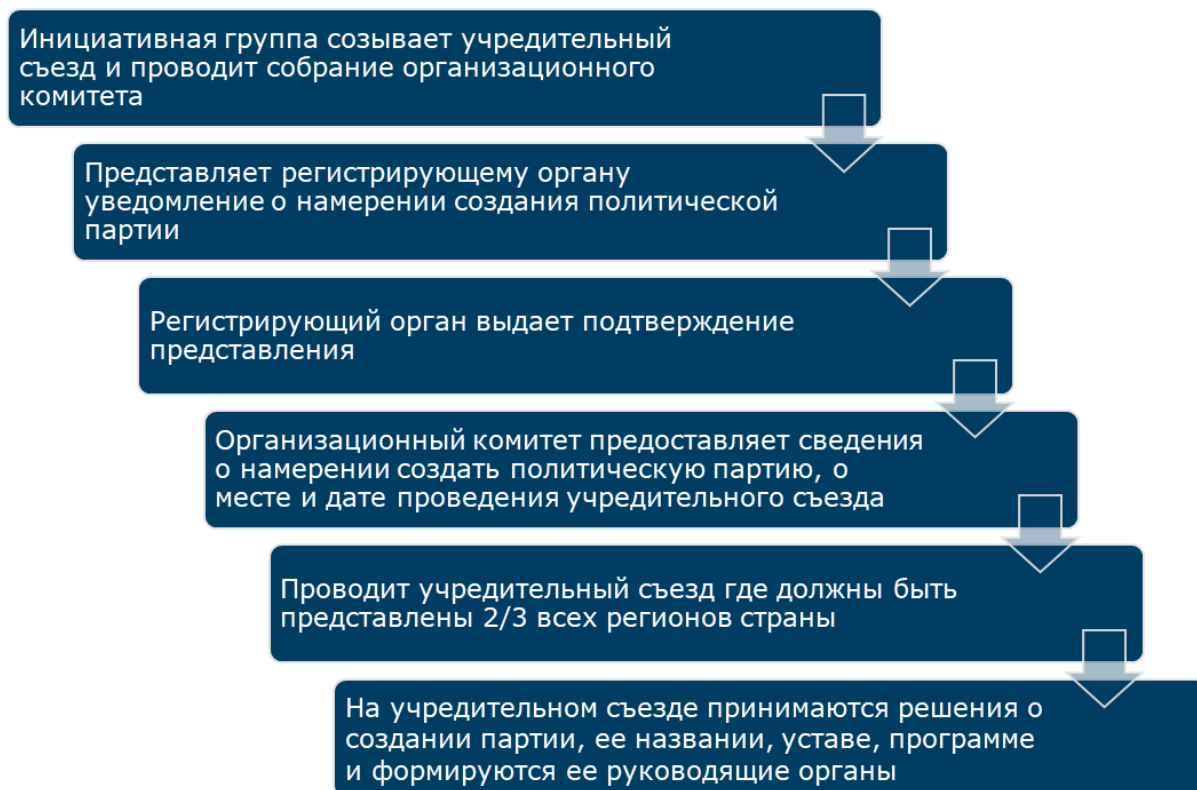 Инициативная группа созывает учредительный
съезд и проводит собрание организационного
комитета
Представляет регистрирующему органу
уведомление о намерении создания политической
партии
Регистрирующий орган выдает подтверждение
представления
Организационный комитет предоставляет сведения
о намерении создать политическую партию, о
месте и дате проведения учредительного съезда
Проводит учредительный съезд где должны быть
представлены 2/3 всех регионов страны
На учредительном съезде принимаются решения о
создании партии, ее названии, уставе, программе
и формируются ее руководящие органы